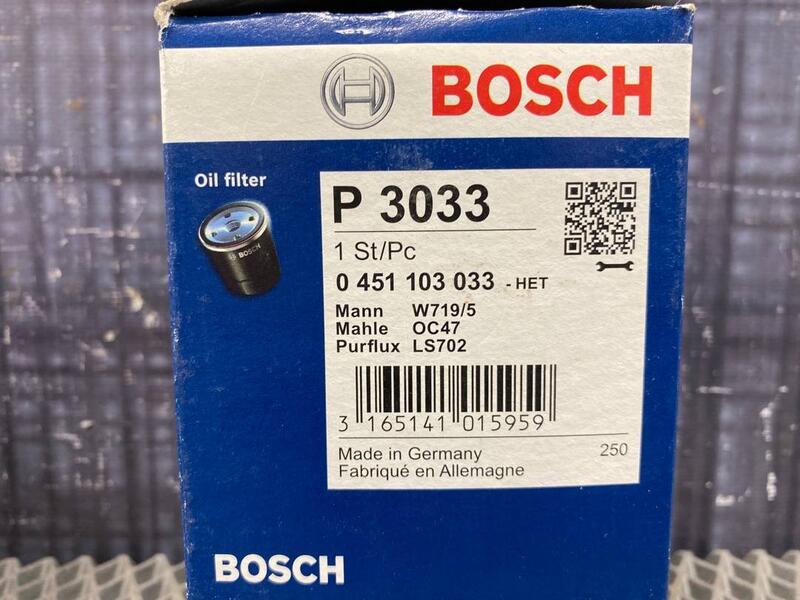 BOSCH
Oil filter
BOSCH
P 3033
1 St/Pc
0 451 103 033 - HET
Mann W719/5
Mahle OC47
Purflux LS702
3 165141 015959
Made in Germany
Fabriqué en Allemagne
250
BOSCH